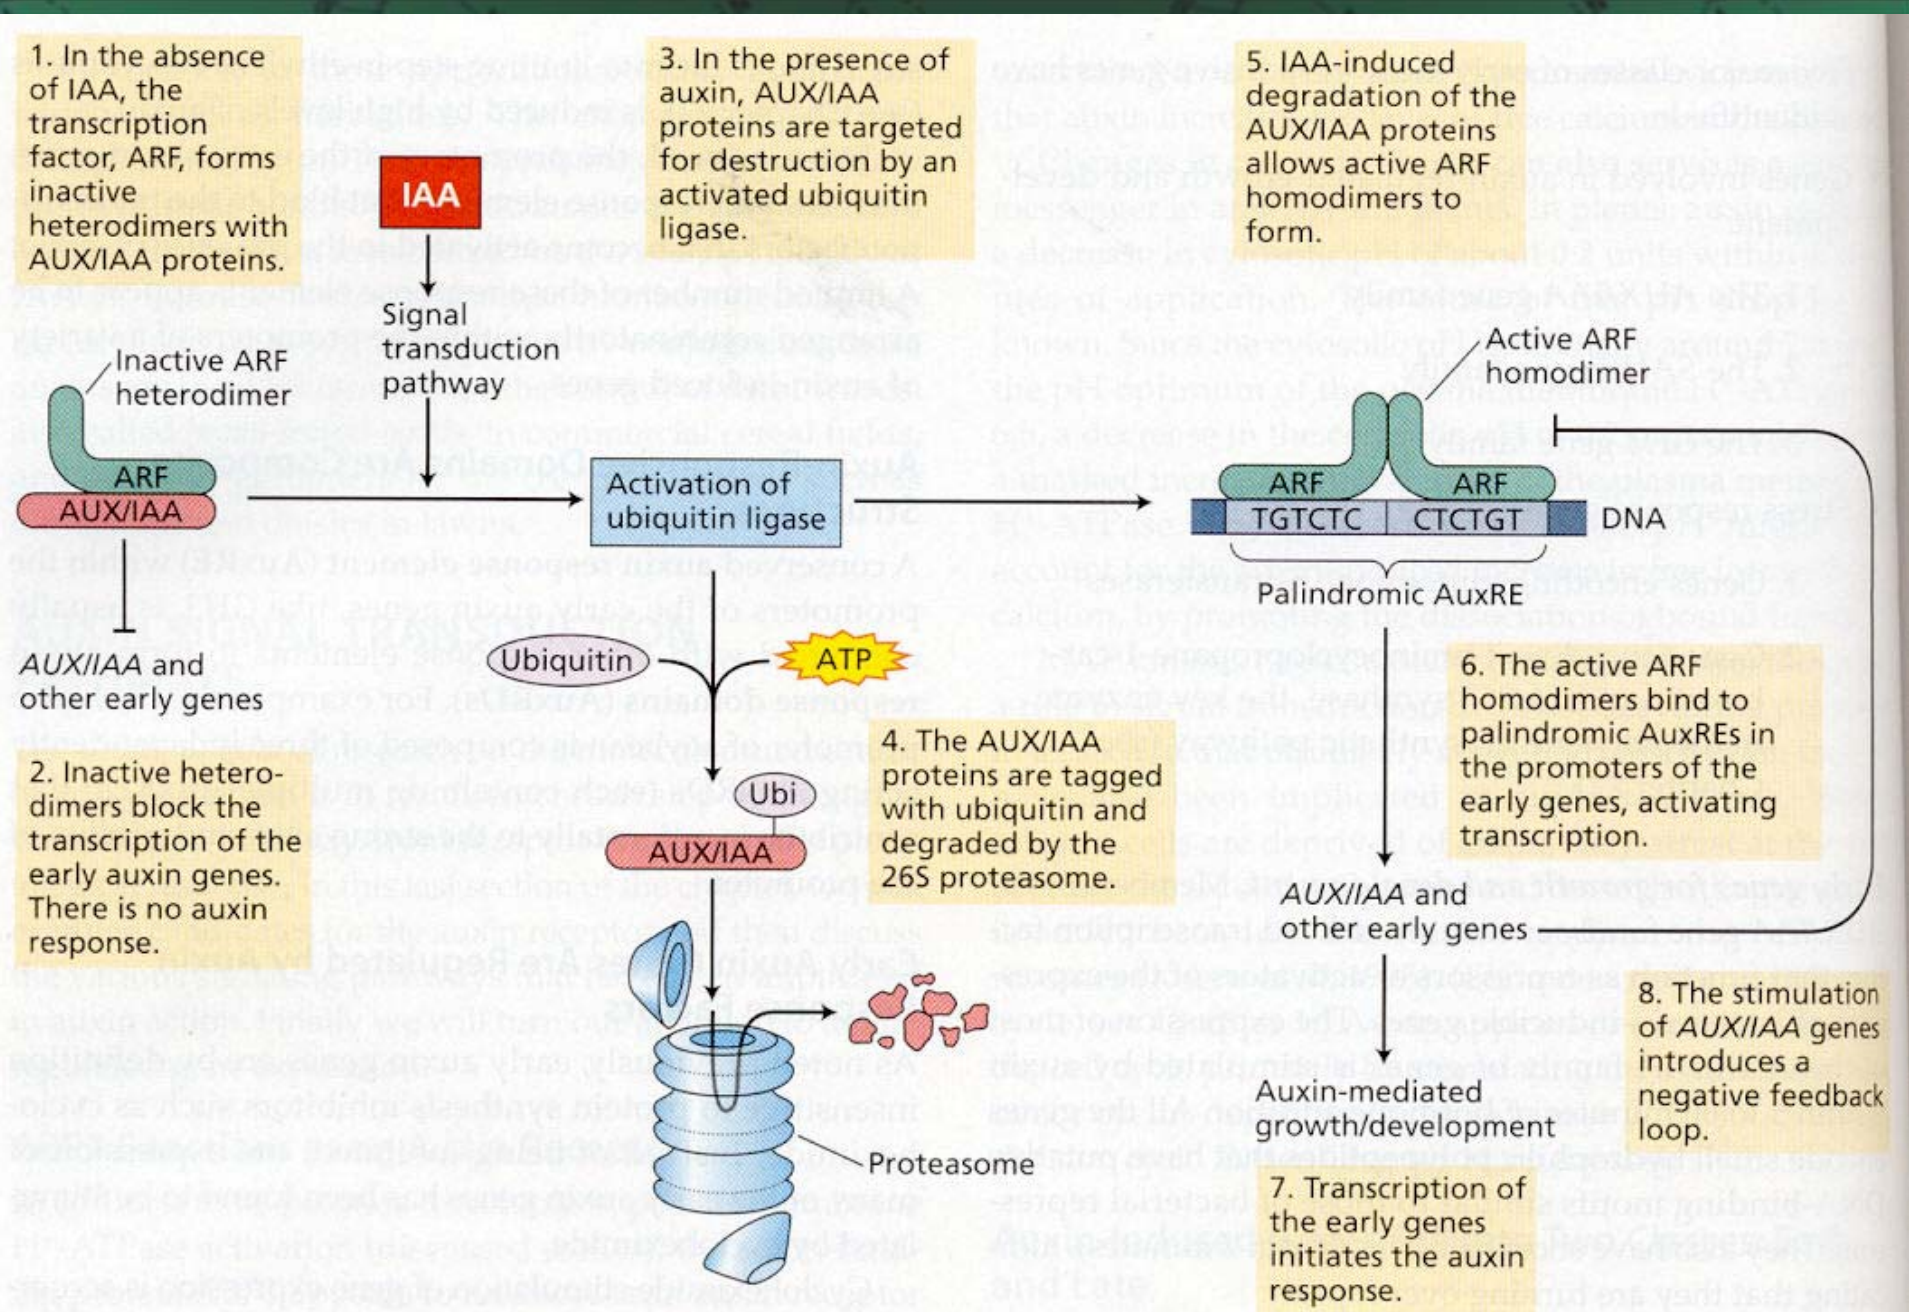 1. In the absence
of IAA, the
transcription
factor, ARF, forms
inactive
heterodimers with
AUX/IAA proteins.
IAA
Signal
transduction
pathway
3. In the presence of
auxin, AUX/IAA
proteins are targeted
for destruction by an
activated ubiquitin
ligase.
5. IAA-induced
degradation of the
AUX/IAA proteins
allows active ARF
homodimers to
form.
Inactive ARF
heterodimer
ARF
AUX/IAA
Activation of
ubiquitin ligase
Active ARF
homodimer
ARF
ARF
TGTCTC
CTCTGT
DNA
Palindromic AuxRE
AUX/IAA and
other early genes
2. Inactive hetero-
dimers block the
transcription of the
early auxin genes.
There is no auxin
response.
Ubiquitin
ATP
Ubi
AUX/IAA
4. The AUX/IAA
proteins are tagged
with ubiquitin and
degraded by the
26S proteasome.
Proteasome
6. The active ARF
homodimers bind to
palindromic AuxREs in
the promoters of the
early genes, activating
transcription.
AUX/IAA and
other early genes
Auxin-mediated
growth/development
7. Transcription of
the early genes
initiates the auxin
response.
8. The stimulation
of AUX/IAA genes
introduces a
negative feedback
loop.